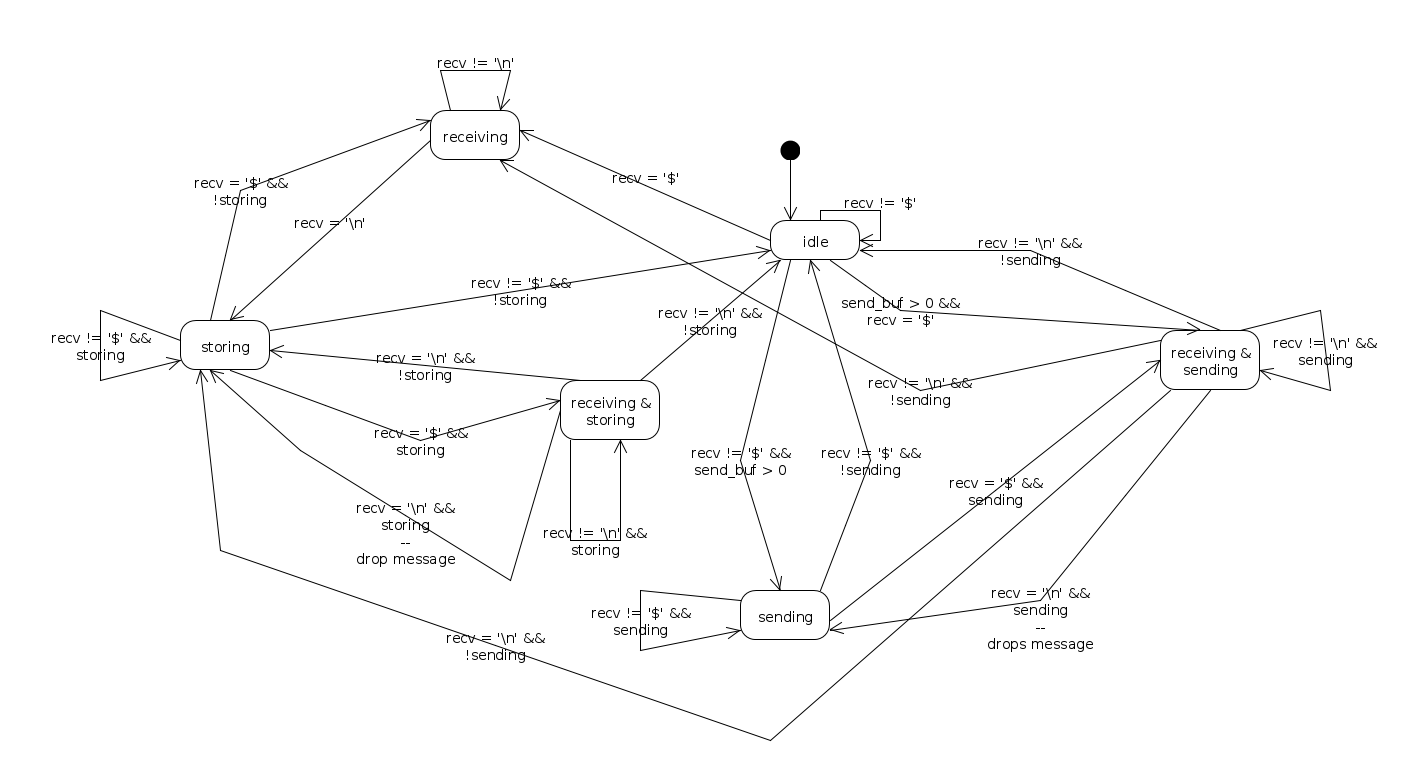 recv != '\n'
receiving
recv = '$' &&
!storing
recv = '$'
recv = '\n'
recv != '$'
idle
recv != '\n' &&
!sending
recv != '$' &&
!storing
send_buf > 0 &&
recv = '$'
recv != '\n' &&
!storing
recv != '$' &&
storing
storing
recv = '\n' &&
!storing
receiving &
sending
recv != '\n' &&
sending
recv != '\n' &&
!sending
receiving &
storing
recv = '$' &&
storing
recv != '$' &&
send_buf > 0
recv != '$' &&
!sending
recv = '$' &&
sending
recv = '\n' &&
storing
--
drop message
recv != '\n' &&
storing
recv != '$' &&
sending
sending
recv = '\n' &&
sending
--
drops message
recv = '\n' &&
!sending